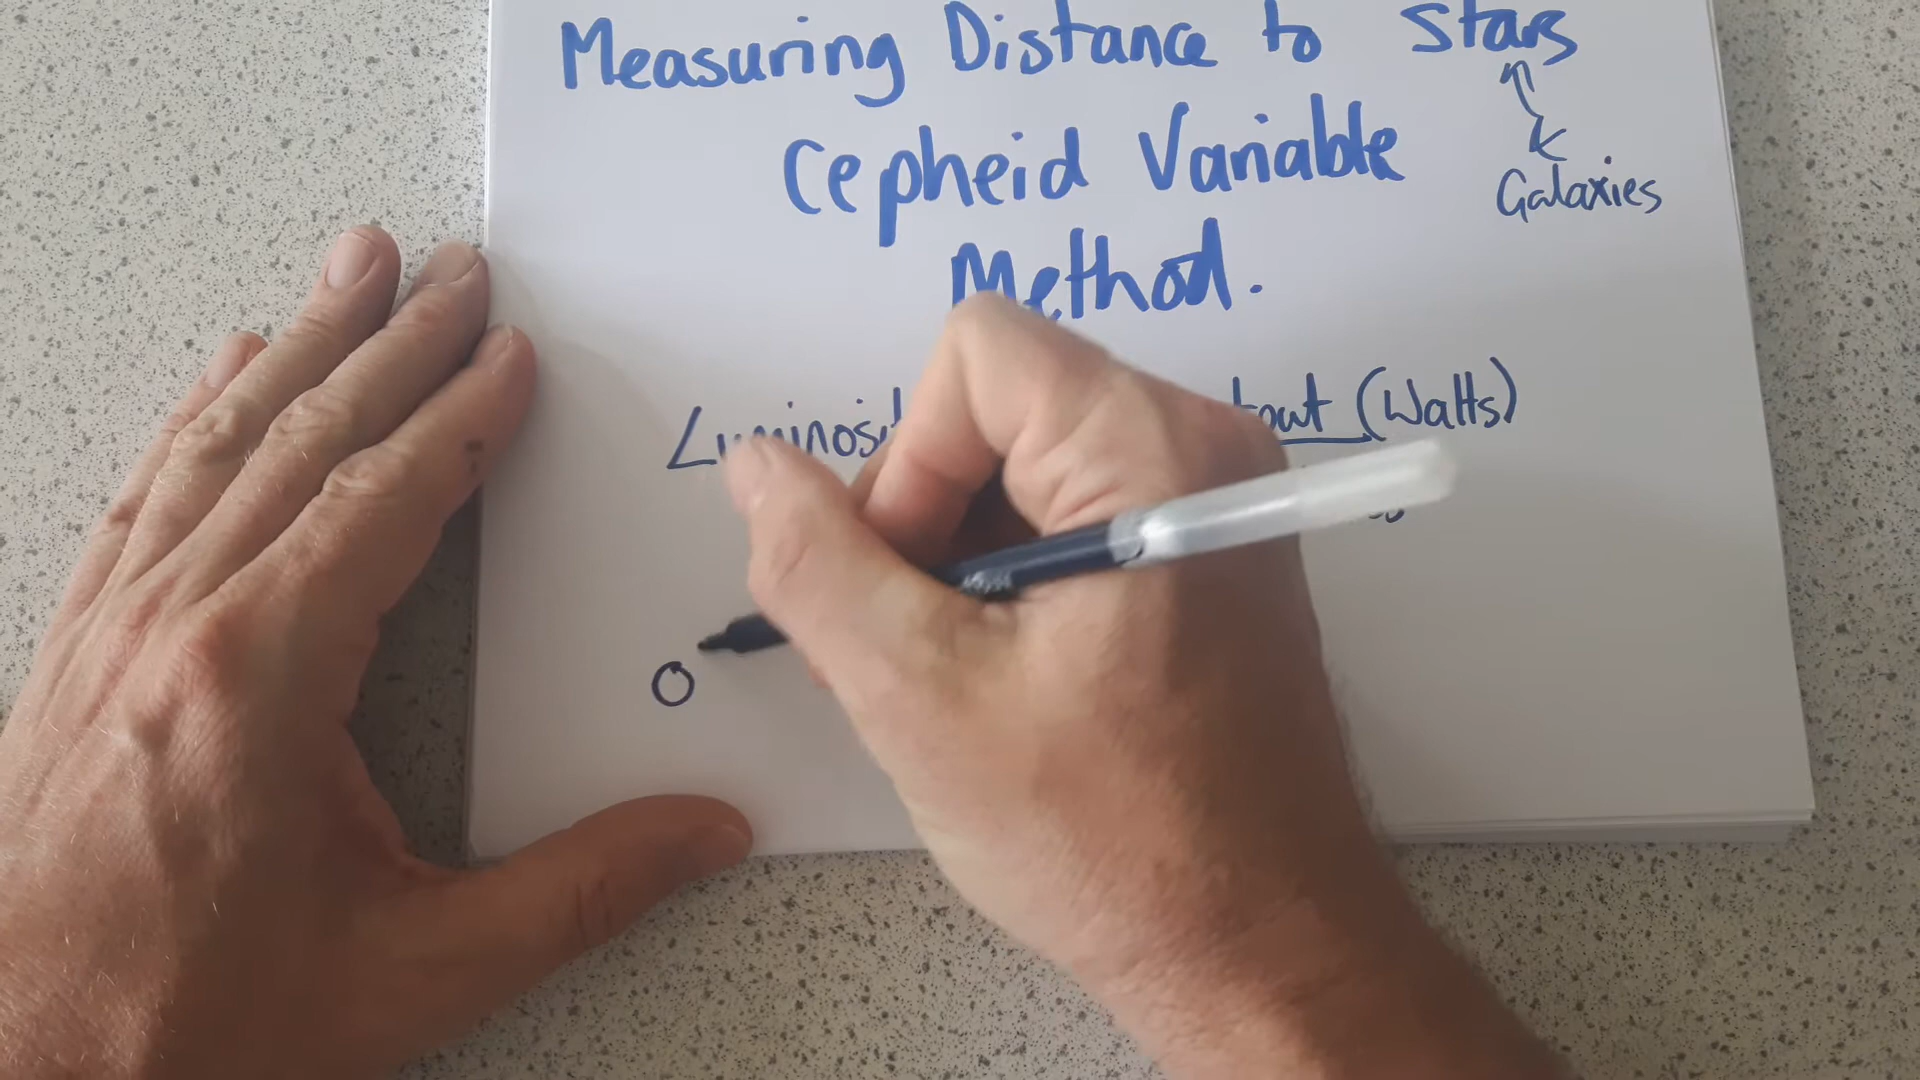 Measuring Distance to Stars
Cepheid Variable
Galaxies
Method.
(Watts)